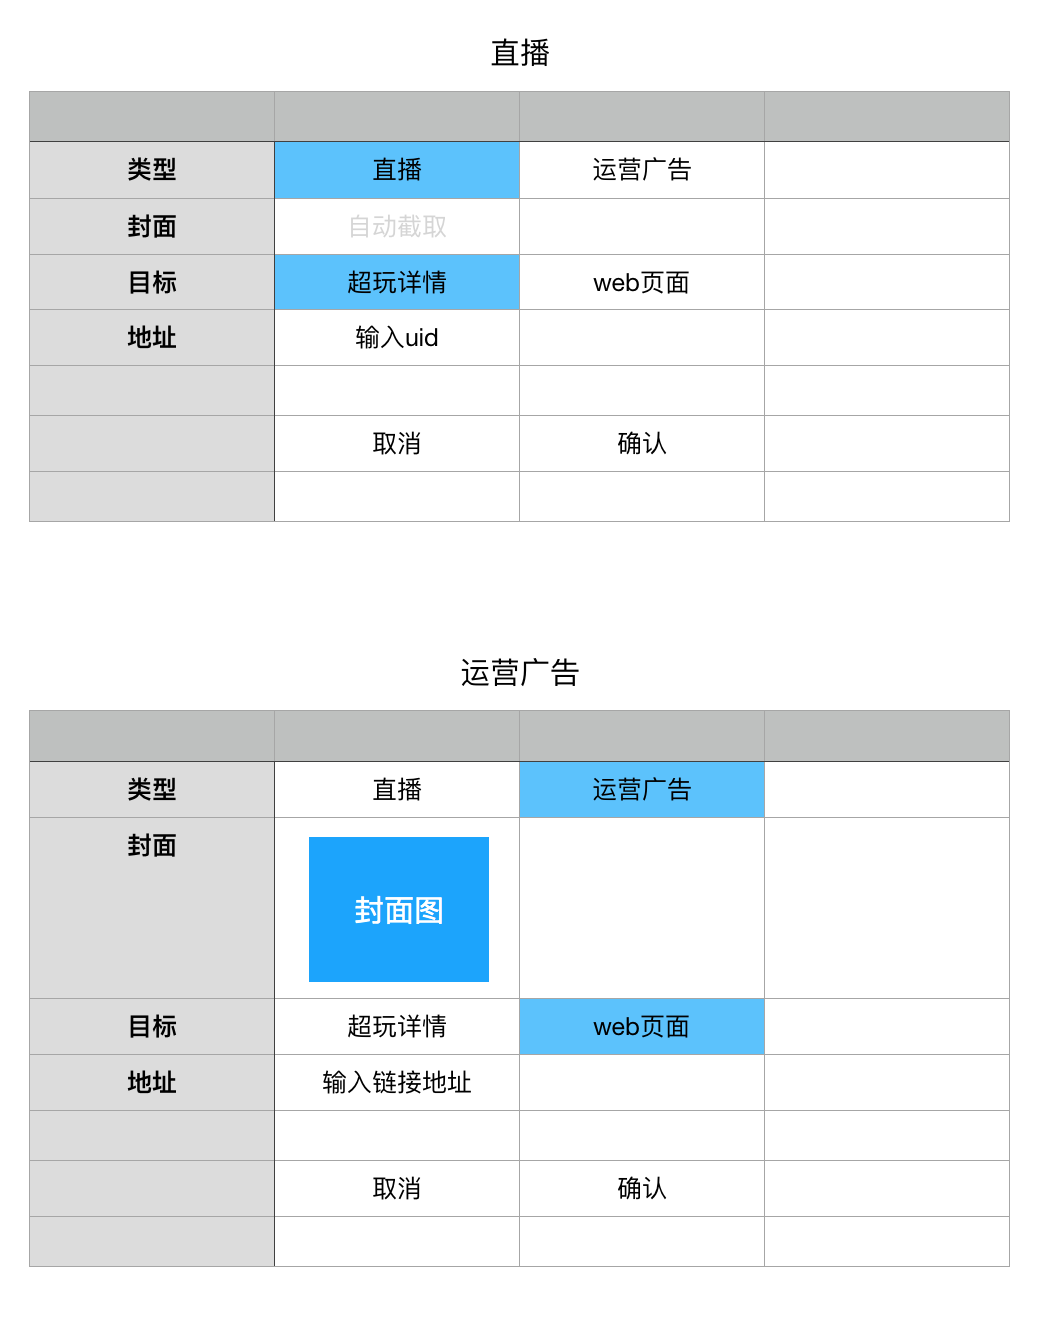 直播
类型 直播 运营广告
封面 自动截取
目标 超玩详情 web页面
地址 输入uid
取消 确认
运营广告
类型 直播 运营广告
封面
封面图
目标 超玩详情 web页面
地址 输入链接地址
取消 确认